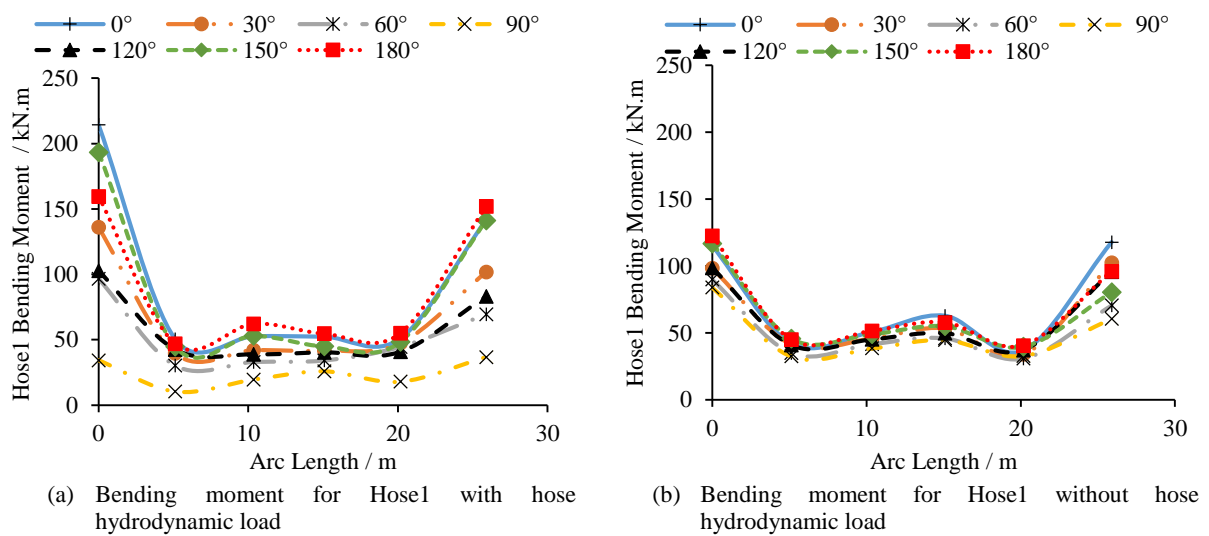 0° 30° 60° 90°
120° 150° 180°
250
200
150
100
50
0
0 10 20 30
Hose1 Bending Moment / kN.m
Arc Length / m
(a) Bending moment for Hose1 with hose
hydrodynamic load
0° 30° 60° 90°
120° 150° 180°
250
200
150
100
50
0
0 10 20 30
Hose1 Bending Moment / kN.m
Arc Length / m
(b) Bending moment for Hose1 without hose
hydrodynamic load